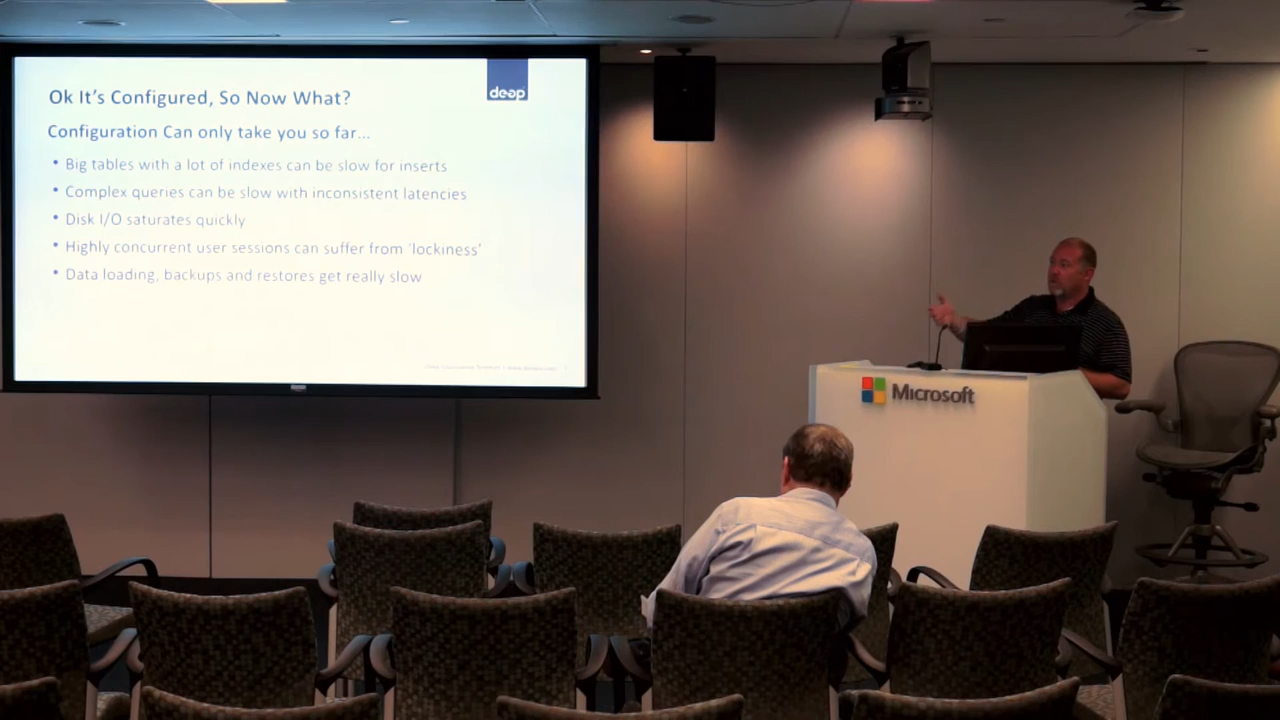 deep
Ok It's Configured, So Now What?
Configuration Can only take you so far...
• Big tables with a lot of indexes can be slow for inserts
• Complex queries can be slow with inconsistent latencies
• Disk I/O saturates quickly
• Highly concurrent user sessions can suffer from 'lockiness'
• Data loading, backups and restores get really slow
Microsoft